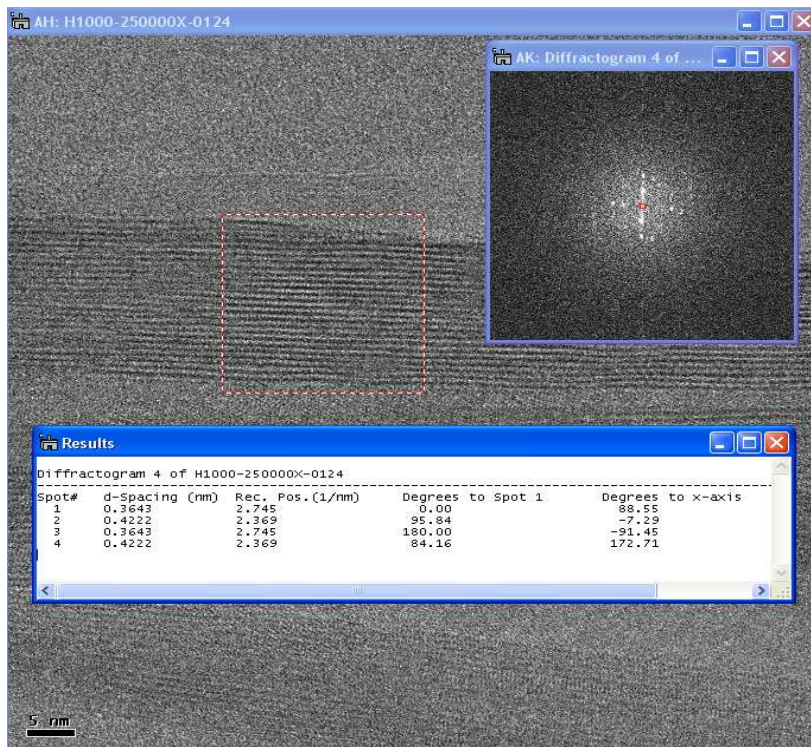 AH: H1000-250000X-0124
AK: Diffractogram 4 of ...
Results
Diffractogram 4 of H1000-250000X-0124
Spot# d-Spacing (nm) Rec. Pos.(1/nm) Degrees to Spot 1 Degrees to x-axis
1 0.3643 2.745 0.00 88.55
2 0.4222 2.369 95.84 -7.29
3 0.3643 2.745 180.00 -91.45
4 0.4222 2.369 84.16 172.71
5 nm